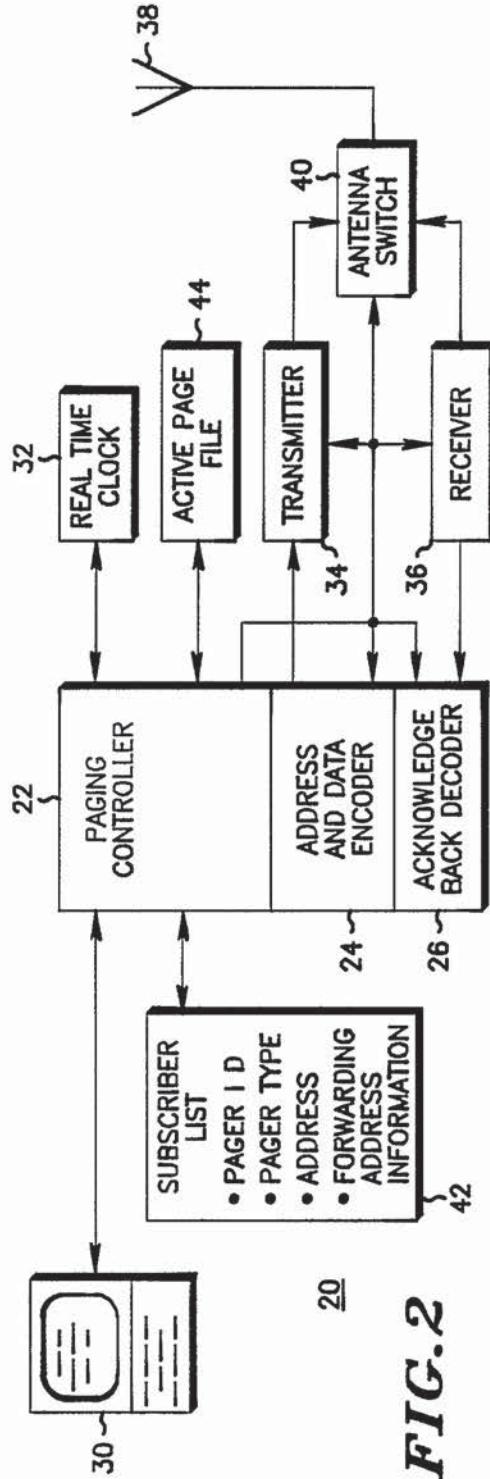 30
22
PAGING
CONTROLLER
ADDRESS
AND DATA
ENCODER
24
ACKNOWLEDGE
BACK DECODER
26
SUBSCRIBER
LIST
• PAGER I D
• PAGER TYPE
• ADDRESS
• FORWARDING
ADDRESS
INFORMATION
42
32
REAL TIME
CLOCK
44
ACTIVE PAGE
FILE
TRANSMITTER
34
36
RECEIVER
40
ANTENNA
SWITCH
38
20
FIG.2